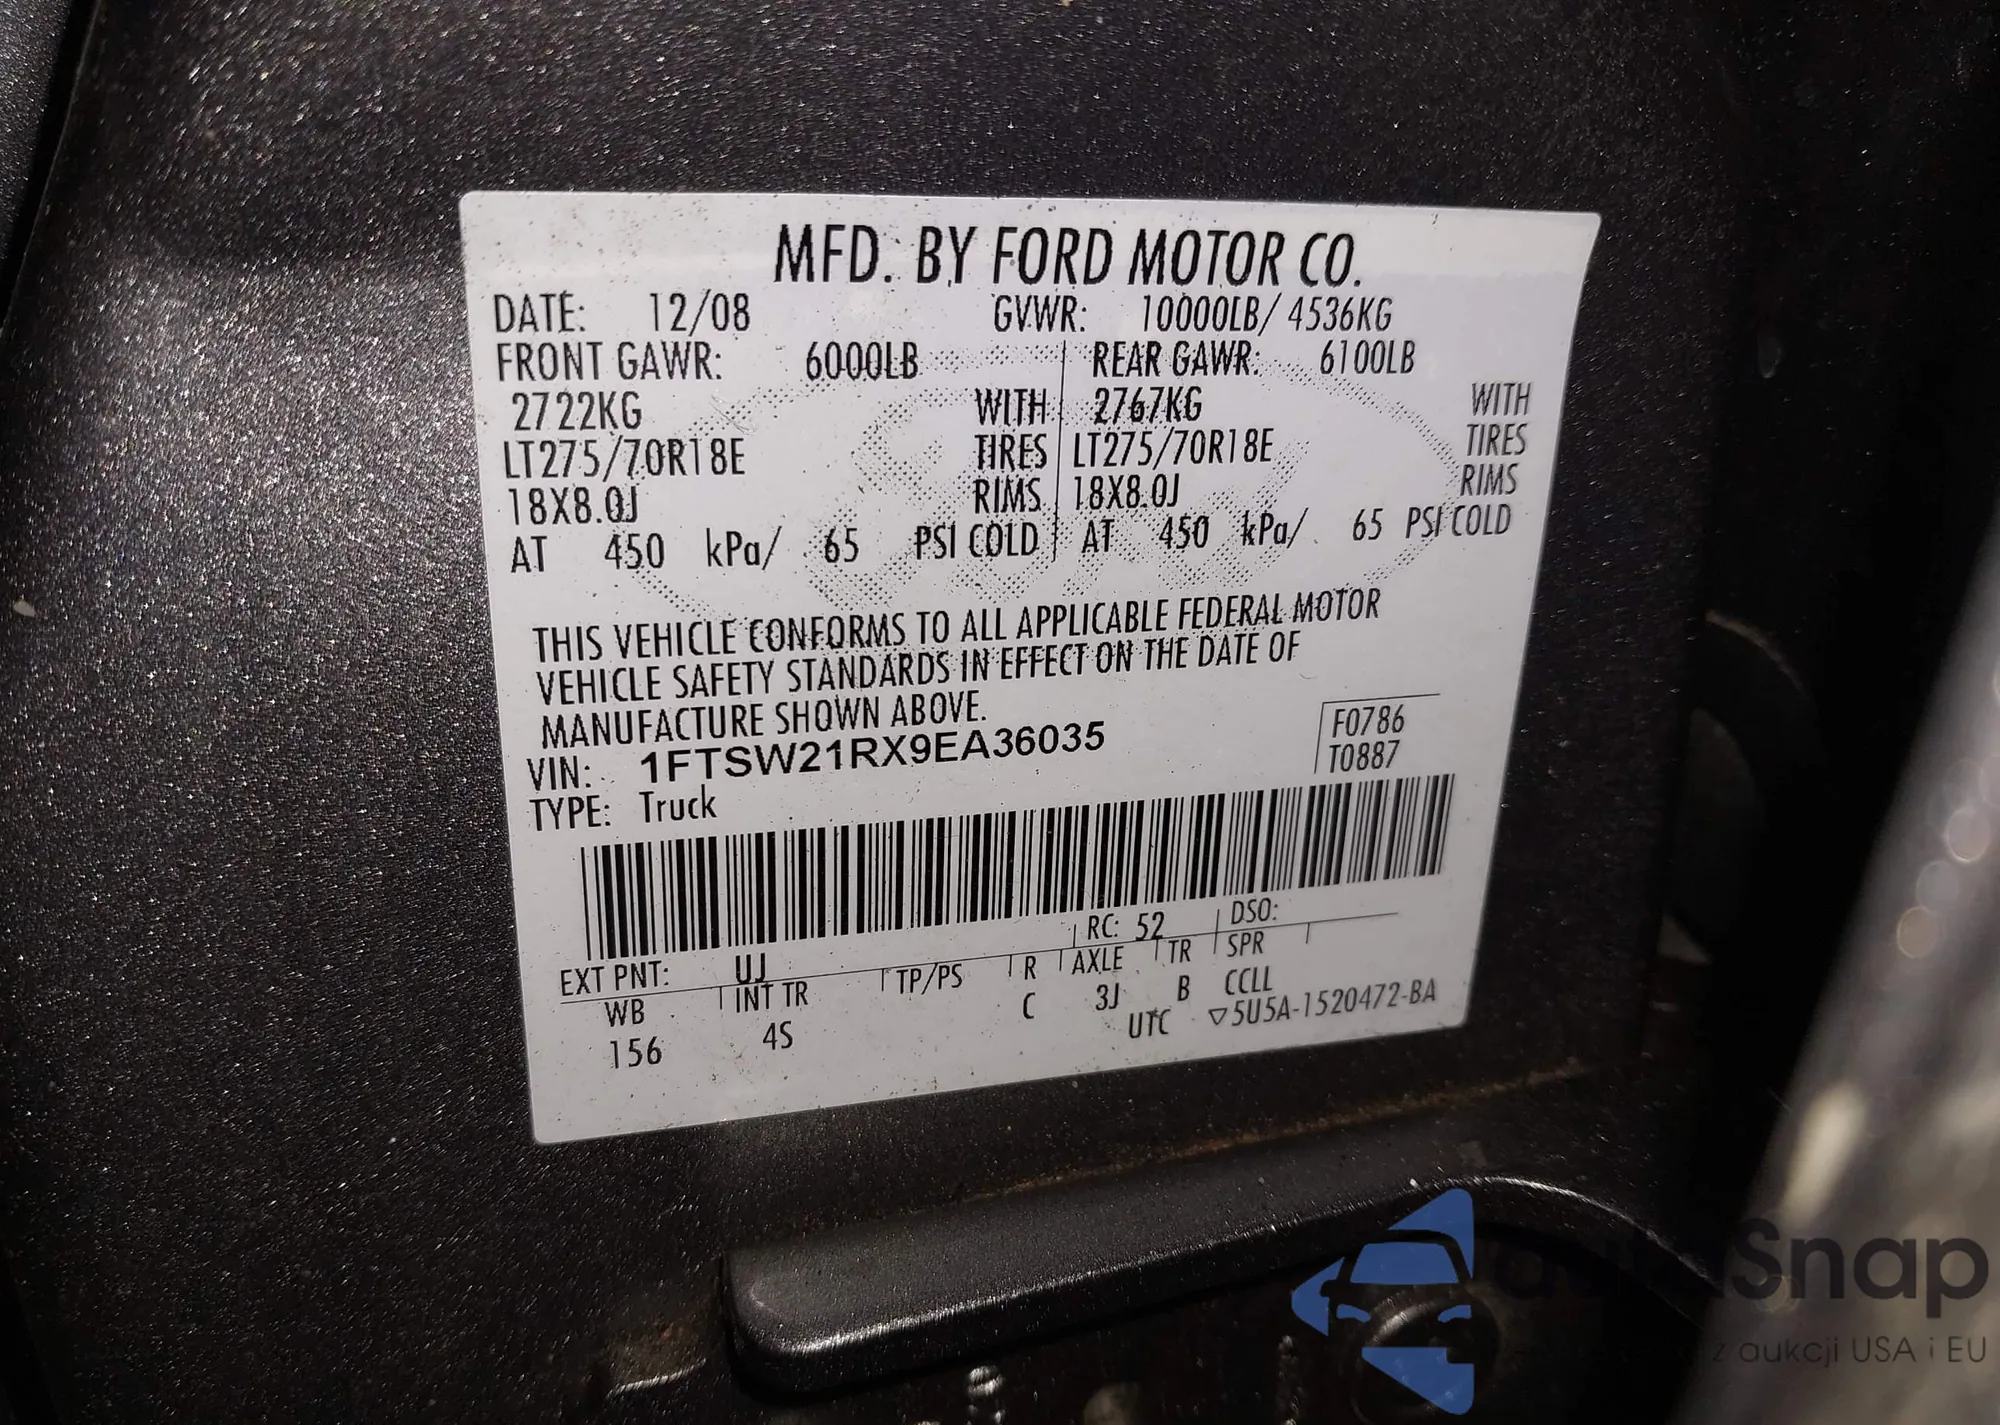 MFD. BY FORD MOTOR CO.
DATE: 12/08 GVWR: 10000LB/ 4536KG
FRONT GAWR: 6000LB REAR GAWR: 6100LB
2722KG WITH 2767KG WITH
LT275/70R18E TIRES LT275/70R18E TIRES
18X8.0J RIMS 18X8.0J RIMS
AT 450 kPa/ 65 PSI COLD AT 450 kPa/ 65 PSI COLD
THIS VEHICLE CONFORMS TO ALL APPLICABLE FEDERAL MOTOR
VEHICLE SAFETY STANDARDS IN EFFECT ON THE DATE OF
MANUFACTURE SHOWN ABOVE.
F0786
VIN: 1FTSW21RX9EA36035
T0887
TYPE: Truck
RC: 52 DSO:
EXT PNT: UJ
WB INT TR TP/PS R AXLE TR SPR
156 4S C 3J B CCLL
UTC ▽5U5A-1520472-BA
Snap
z aukcji USA i EU